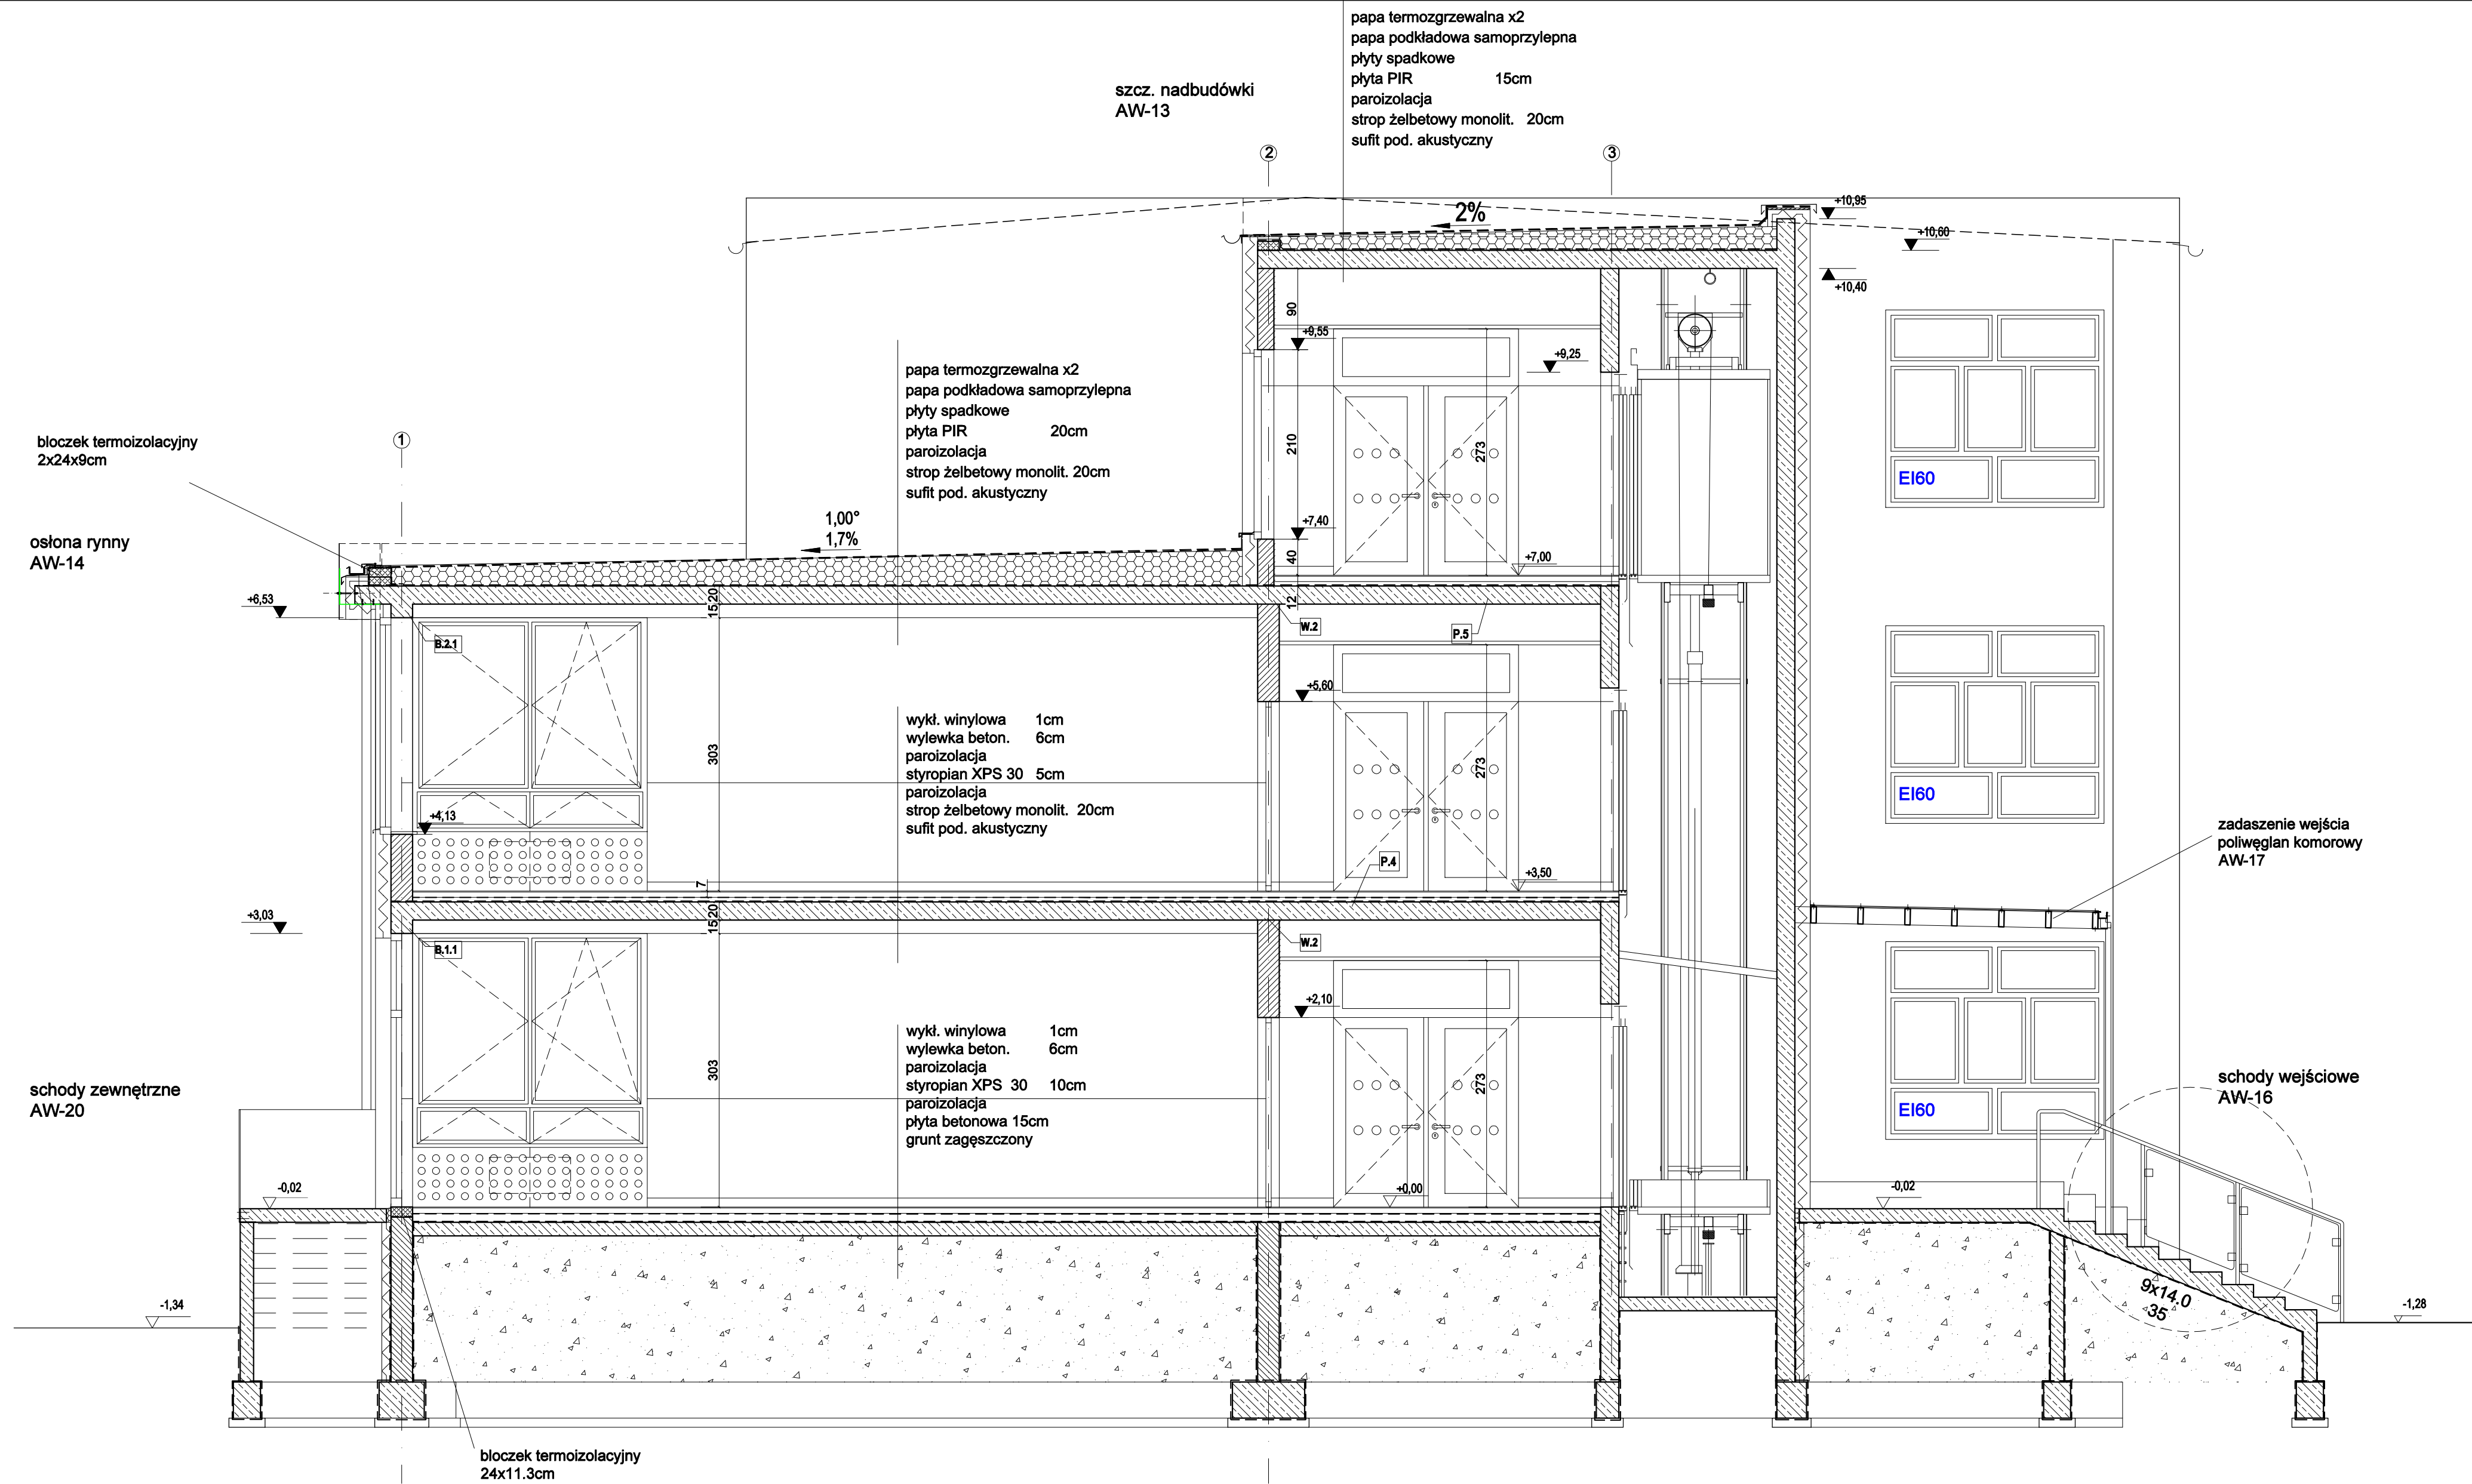 papa termozgrzewalna x2
papa podkładowa samoprzylepna
płyty spadkowe
płyta PIR 15cm
paroizolacja
strop żelbetowy monolit. 20cm
sufit pod. akustyczny
szcz. nadbudówki
AW-13
2
3
2%
+10,95
+10,60
+10,40
90
+9,55
+9,25
papa termozgrzewalna x2
papa podkładowa samoprzylepna
płyty spadkowe
płyta PIR 20cm
paroizolacja
strop żelbetowy monolit. 20cm
sufit pod. akustyczny
bloczek termoizolacyjny
2x24x9cm
1
210
273
EI60
osłona rynny
AW-14
1,00°
1,7%
+7,40
40
+7,00
+6,53
15
20
12
B.2.1
W.2
P.5
+5,60
wykł. winylowa 1cm
wylewka beton. 6cm
paroizolacja
styropian XPS 30 5cm
paroizolacja
strop żelbetowy monolit. 20cm
sufit pod. akustyczny
303
273
EI60
+4,13
zadaszenie wejścia
poliwęglan komorowy
AW-17
P.4
7
+3,50
+3,03
15
20
B.1.1
W.2
+2,10
wykł. winylowa 1cm
wylewka beton. 6cm
paroizolacja
styropian XPS 30 10cm
paroizolacja
płyta betonowa 15cm
grunt zagęszczony
303
273
EI60
schody zewnętrzne
AW-20
schody wejściowe
AW-16
-0,02
+0,00
-0,02
-1,34
9x14.0
35
-1,28
bloczek termoizolacyjny
24x11.3cm